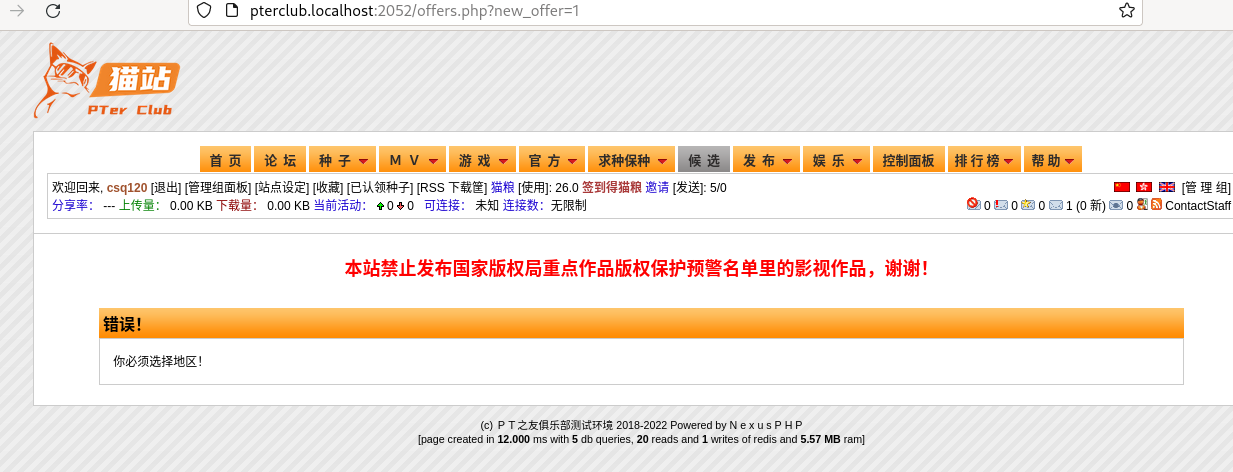 pterclub.localhost:2052/offers.php?new_offer=1
猫站
PTer Club
首 页 论 坛 种 子 Ｍ Ｖ 游 戏 官 方 求种保种 候 选 发 布 娱 乐 控制面板 排行榜 帮助
欢迎回来, csq120 [退出] [管理组面板] [站点设定] [收藏] [已认领种子] [RSS 下载筐] 猫粮 [使用]: 26.0 签到得猫粮 邀请 [发送]: 5/0 [管 理 组]
分享率： --- 上传量： 0.00 KB 下载量： 0.00 KB 当前活动： 0 0 可连接： 未知 连接数：无限制 0 0 0 1 (0 新) 0 ContactStaff
本站禁止发布国家版权局重点作品版权保护预警名单里的影视作品，谢谢！
错误！
你必须选择地区！
(c) ＰＴ之友俱乐部测试环境 2018-2022 Powered by N e x u s P H P
[page created in 12.000 ms with 5 db queries, 20 reads and 1 writes of redis and 5.57 MB ram]